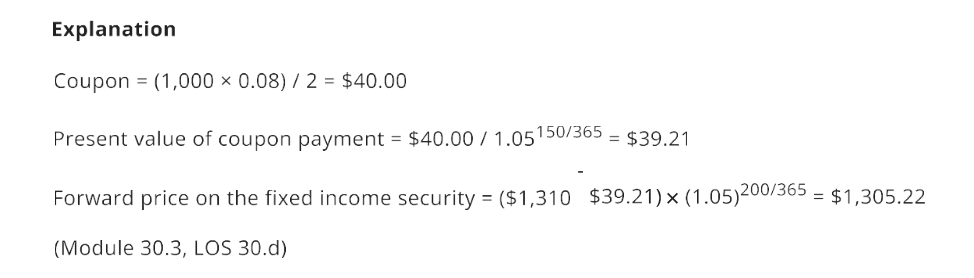 Explanation
Coupon = (1,000 × 0.08) / 2 = $40.00
Present value of coupon payment = $40.00 / 1.05^150/365 = $39.21
Forward price on the fixed income security = ($1,310 - $39.21) × (1.05)^200/365 = $1,305.22
(Module 30.3, LOS 30.d)